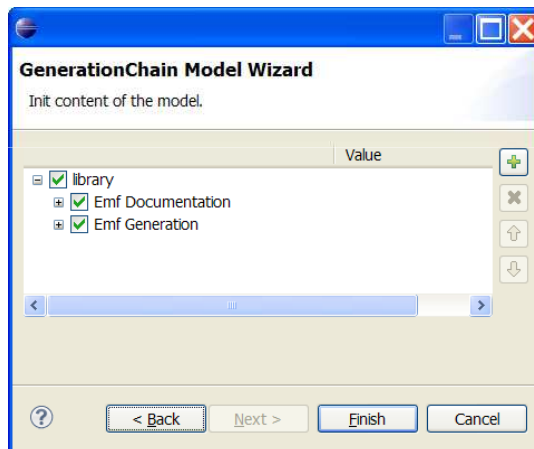 GenerationChain Model Wizard
Init content of the model.
Value
library
Emf Documentation
Emf Generation
< Back Next > Finish Cancel